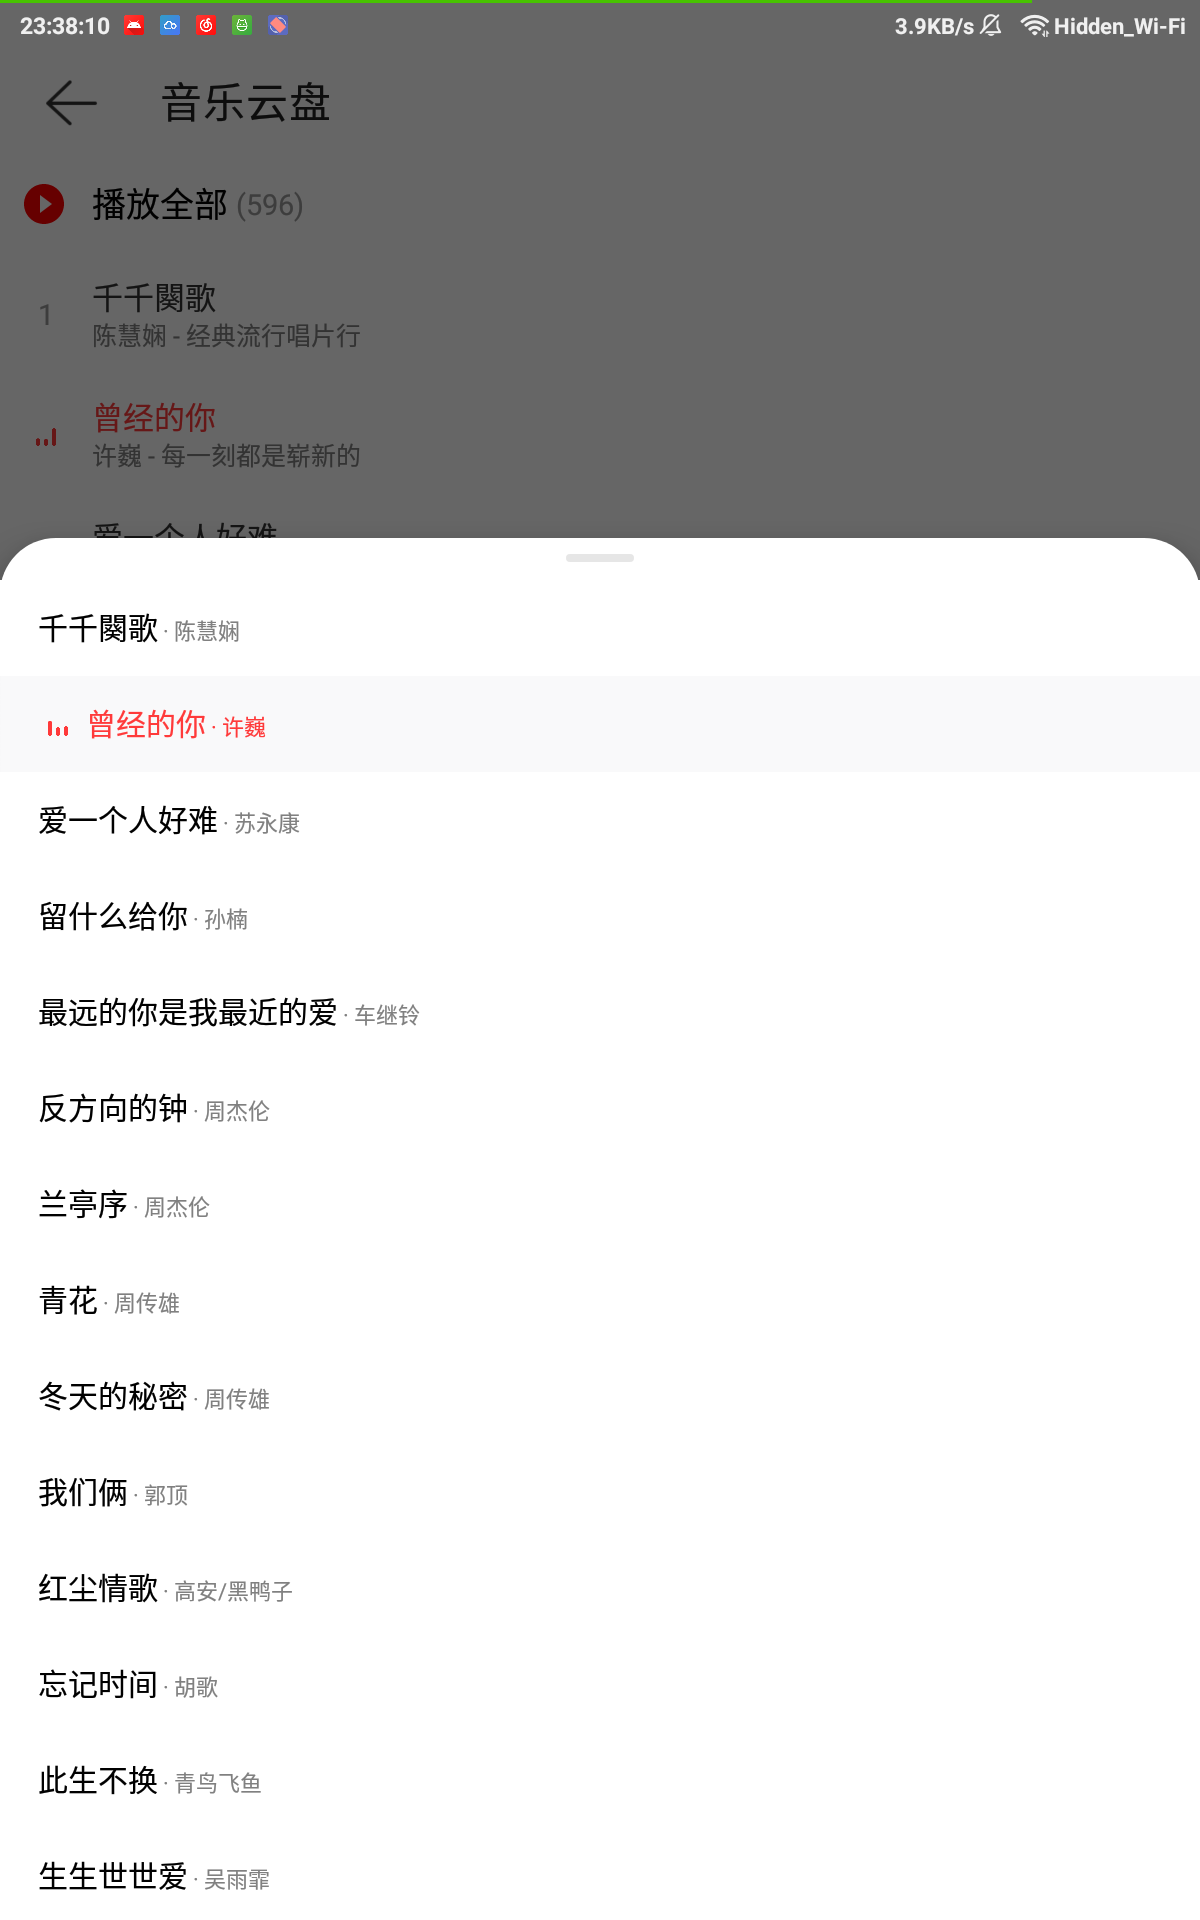 23:38:10 3.9KB/s Hidden_Wi-Fi
音乐云盘
播放全部 (596)
1
千千闋歌
陈慧娴 - 经典流行唱片行
曾经的你
许巍 - 每一刻都是崭新的
爱一个人好难
千千闋歌 · 陈慧娴
曾经的你 · 许巍
爱一个人好难 · 苏永康
留什么给你 · 孙楠
最远的你是我最近的爱 · 车继铃
反方向的钟 · 周杰伦
兰亭序 · 周杰伦
青花 · 周传雄
冬天的秘密 · 周传雄
我们俩 · 郭顶
红尘情歌 · 高安/黑鸭子
忘记时间 · 胡歌
此生不换 · 青鸟飞鱼
生生世世爱 · 吴雨霏